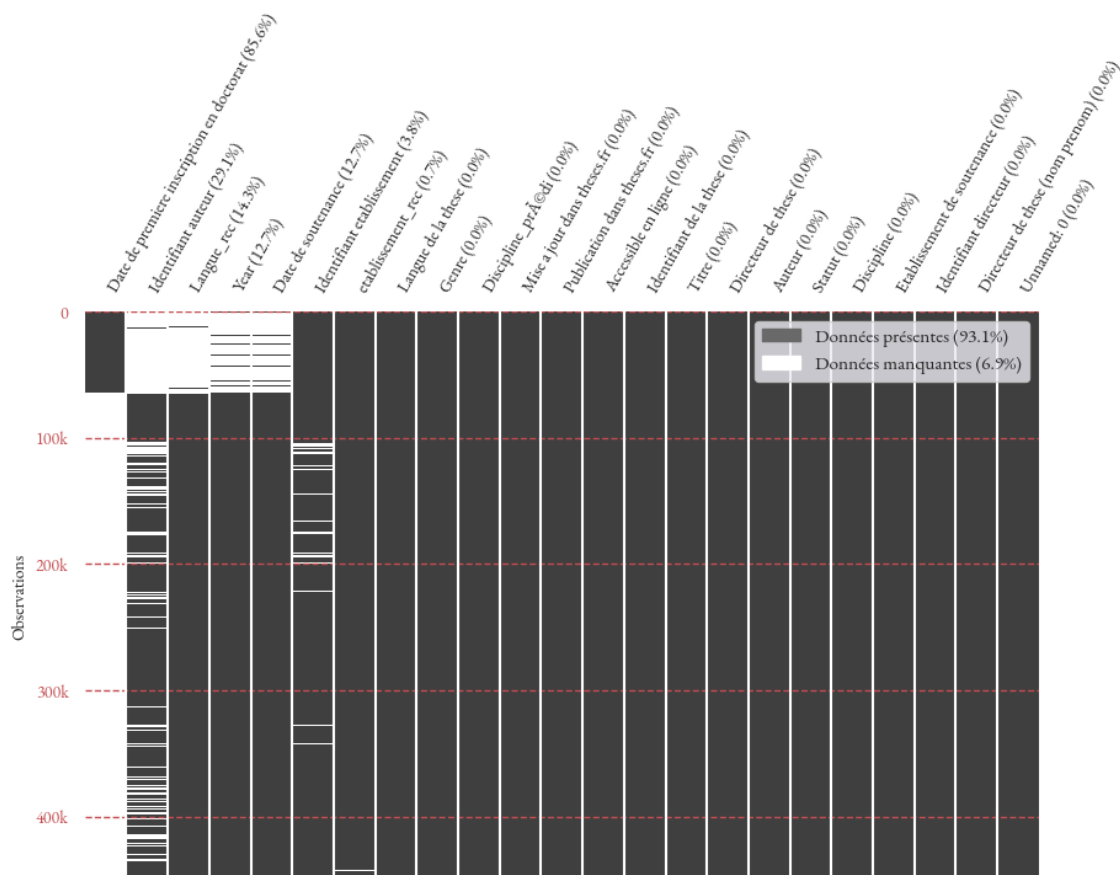 Date de premiere inscription en doctorat (85.6%)
Identifiant auteur (29.1%)
Langue_rec (14.3%)
Year (12.7%)
Date de soutenance (12.7%)
Identifiant etablissement (3.8%)
etablissement_rec (0.7%)
Langue de la these (0.0%)
Genre (0.0%)
Discipline_prÃ©di (0.0%)
Mise a jour dans theses.fr (0.0%)
Publication dans theses.fr (0.0%)
Accessible en ligne (0.0%)
Identifiant de la these (0.0%)
Titre (0.0%)
Directeur de these (0.0%)
Auteur (0.0%)
Statut (0.0%)
Discipline (0.0%)
Etablissement de soutenance (0.0%)
Identifiant directeur (0.0%)
Directeur de these (nom prenom) (0.0%)
Unnamed: 0 (0.0%)
0
Données présentes (93.1%)
Données manquantes (6.9%)
100k
200k
Observations
300k
400k